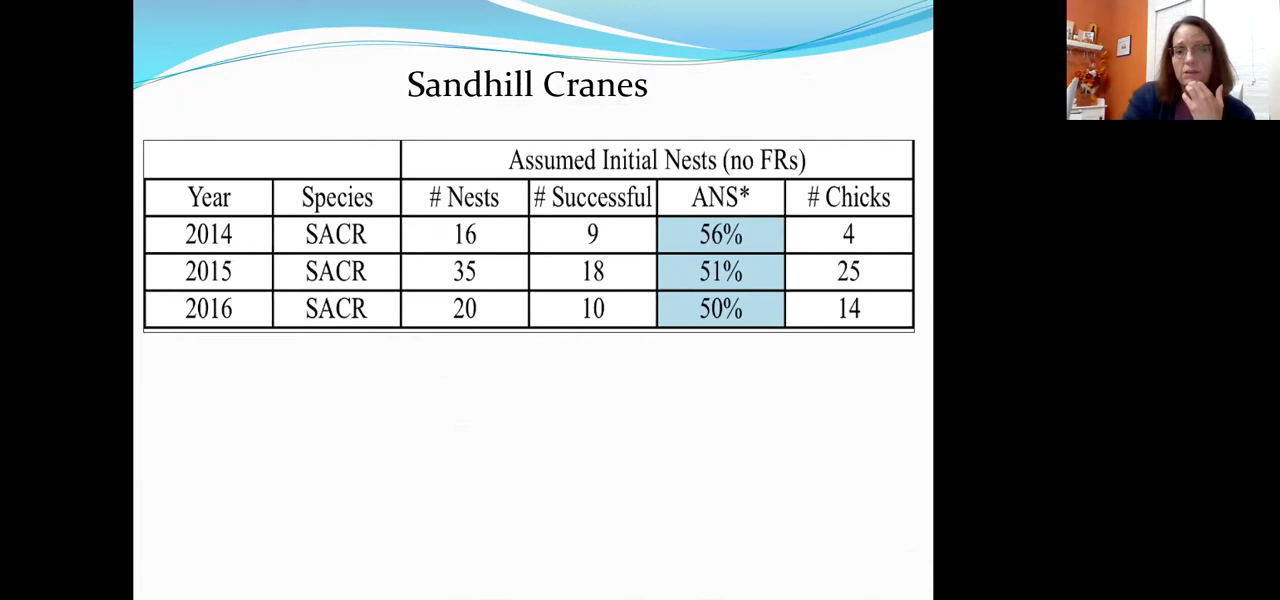 Sandhill Cranes
Assumed Initial Nests (no FRs)
Year Species # Nests # Successful ANS* # Chicks
2014 SACR 16 9 56% 4
2015 SACR 35 18 51% 25
2016 SACR 20 10 50% 14